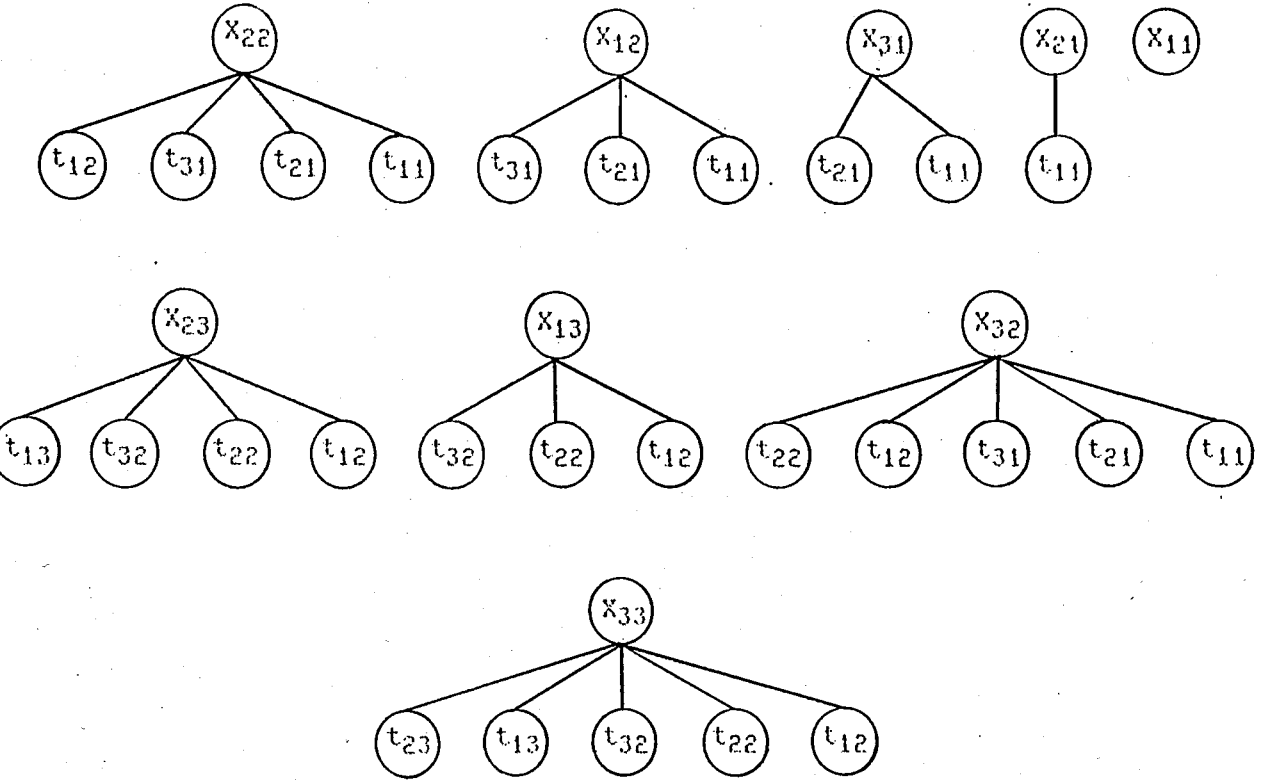 X22 X12 X31 X21 X11
t12 t31 t21 t11 t31 t21 t11 t21 t11 t11
X23 X13 X32
t13 t32 t22 t12 t32 t22 t12 t22 t12 t31 t21 t11
X33
t23 t13 t32 t22 t12